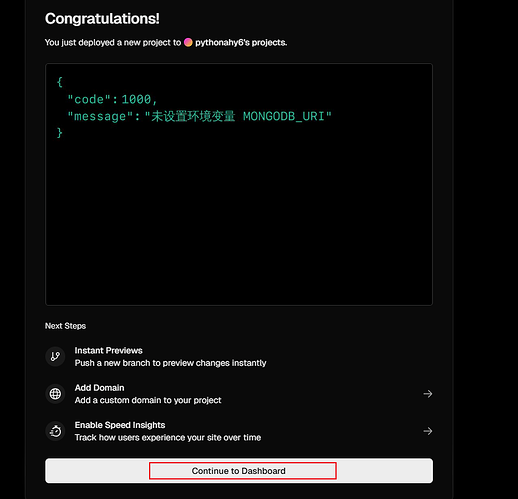 Congratulations!
You just deployed a new project to pythonahy6's projects.
{
"code": 1000,
"message": "未设置环境变量 MONGODB_URI"
}
Next Steps
Instant Previews
Push a new branch to preview changes instantly
Add Domain
Add a custom domain to your project
Enable Speed Insights
Track how users experience your site over time
Continue to Dashboard